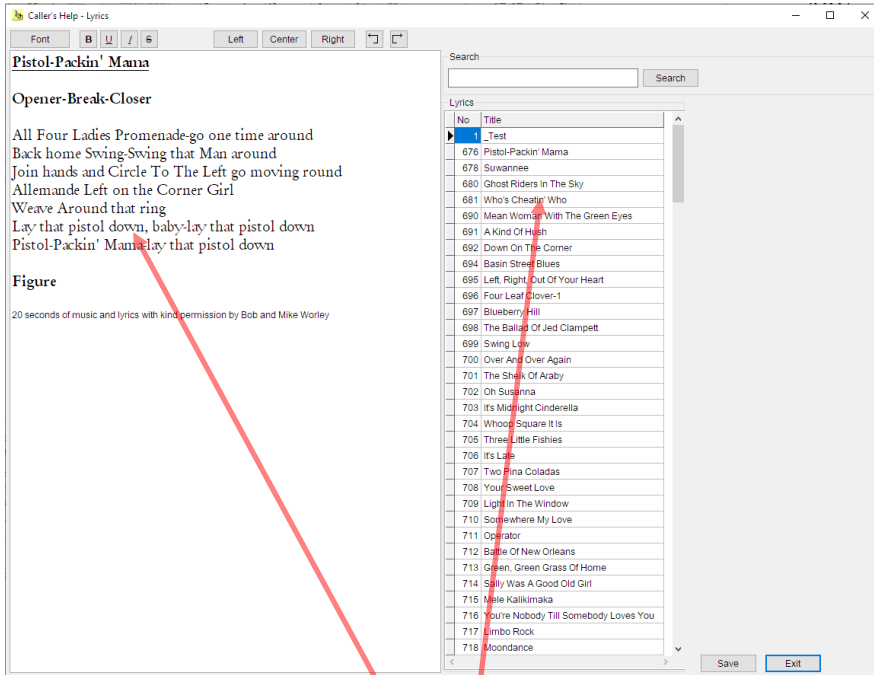 Caller's Help - Lyrics
Font B U I S Left Center Right
Pistol-Packin' Mama
Opener-Break-Closer
All Four Ladies Promenade-go one time around
Back home Swing-Swing that Man around
Join hands and Circle To The Left go moving round
Allemande Left on the Corner Girl
Weave Around that ring
Lay that pistol down, baby-lay that pistol down
Pistol-Packin' Mama-lay that pistol down
Figure
20 seconds of music and lyrics with kind permission by Bob and Mike Worley
Search
Search
Lyrics
No Title
1 _Test
676 Pistol-Packin' Mama
678 Suwannee
680 Ghost Riders In The Sky
681 Who's Cheatin' Who
690 Mean Woman With The Green Eyes
691 A Kind Of Hush
692 Down On The Corner
694 Basin Street Blues
695 Left, Right, Out Of Your Heart
696 Four Leaf Clover-1
697 Blueberry Hill
698 The Ballad Of Jed Clampett
699 Swing Low
700 Over And Over Again
701 The Sheik Of Araby
702 Oh Susanna
703 It's Midnight Cinderella
704 Whoop Square It Is
705 Three Little Fishies
706 It's Late
707 Two Pina Coladas
708 Your Sweet Love
709 Light In The Window
710 Somewhere My Love
711 Operator
712 Battle Of New Orleans
713 Green, Green Grass Of Home
714 Sally Was A Good Old Girl
715 Mele Kalikimaka
716 You're Nobody Till Somebody Loves You
717 Limbo Rock
718 Moondance
Save Exit